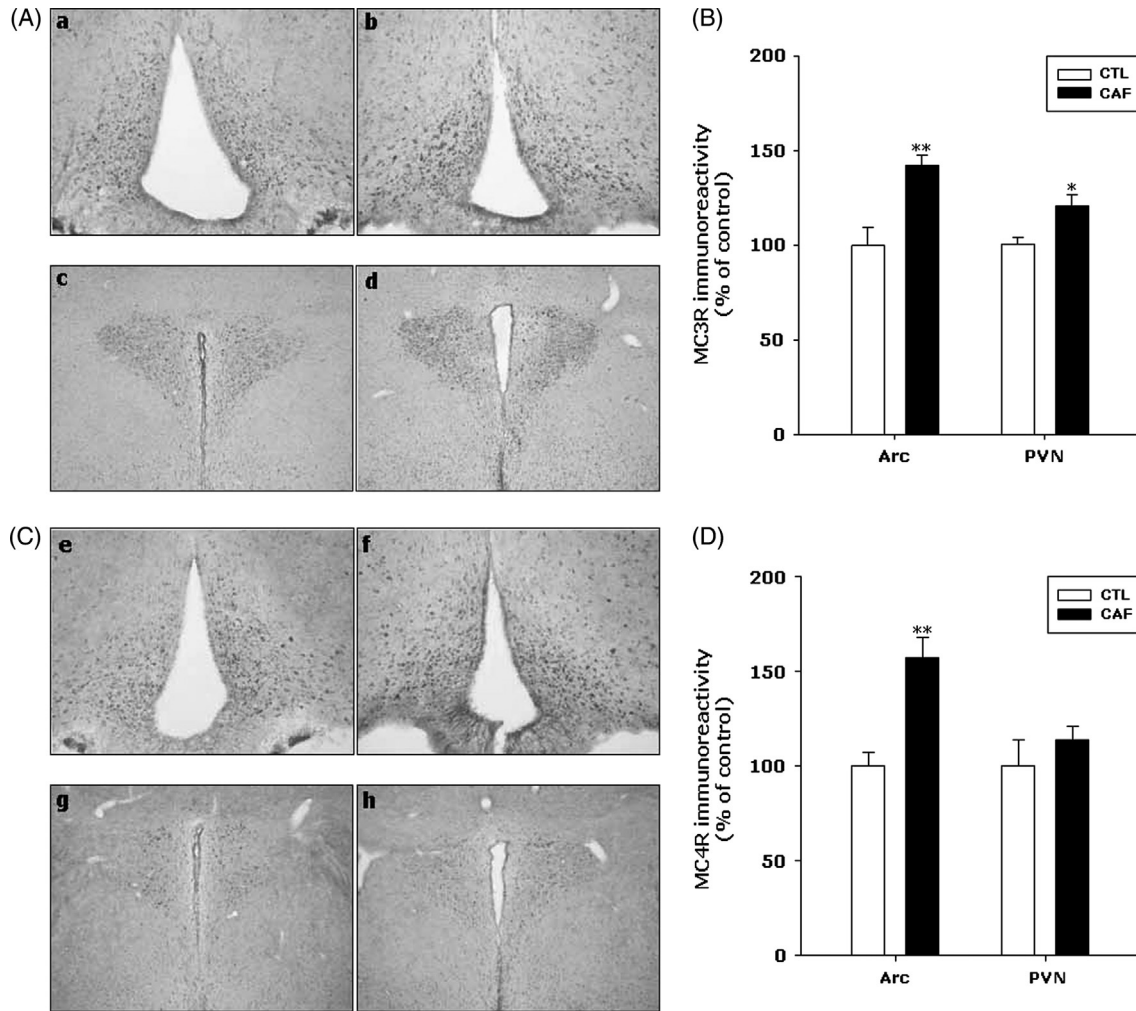 (A)
a
b
c
d
(B)
MC3R immunoreactivity
(% of control)
200
150
100
50
0
CTL
CAF
**
*
Arc
PVN
(C)
e
f
g
h
(D)
MC4R immunoreactivity
(% of control)
200
150
100
50
0
CTL
CAF
**
Arc
PVN